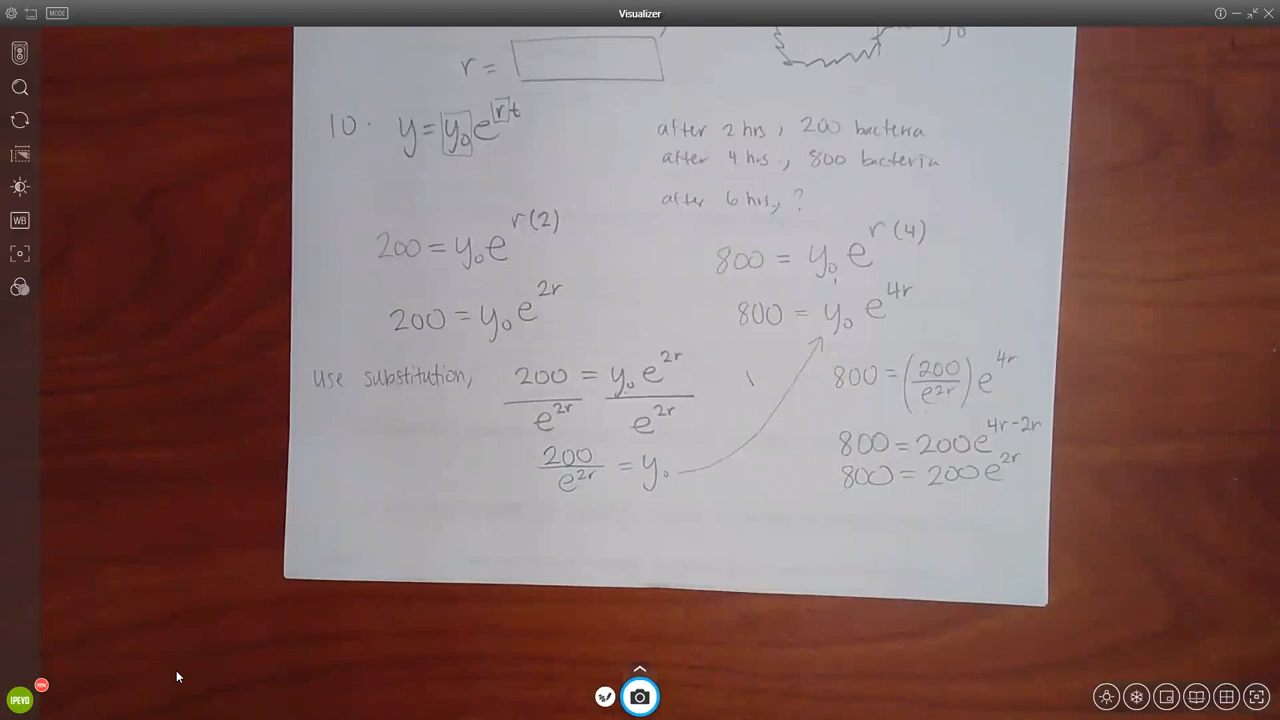 MODE
Visualizer
y₀
r =
10. y = y₀e^(rt)
after 2 hrs, 200 bacteria
after 4 hrs, 800 bacteria
after 6 hrs, ?
200 = y₀e^(r(2))
800 = y₀e^(r(4))
200 = y₀e^(2r)
800 = y₀e^(4r)
Use substitution, 200/e^(2r) = y₀e^(2r)/e^(2r)
200/e^(2r) = y₀
800 = (200/e^(2r))e^(4r)
800 = 200e^(4r-2r)
800 = 200e^(2r)
WB
IPEVO
new